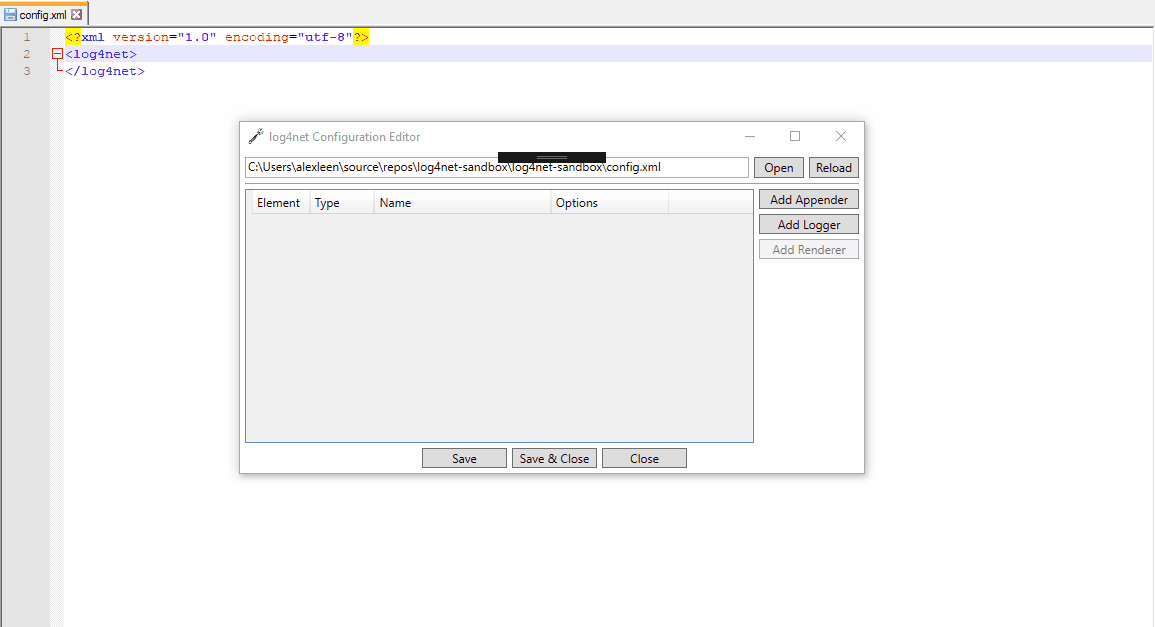 config.xml
1 <?xml version="1.0" encoding="utf-8"?>
2 <log4net>
3 </log4net>
log4net Configuration Editor
C:\Users\alexleen\source\repos\log4net-sandbox\log4net-sandbox\config.xml Open Reload
Element Type Name Options
Add Appender
Add Logger
Add Renderer
Save Save & Close Close